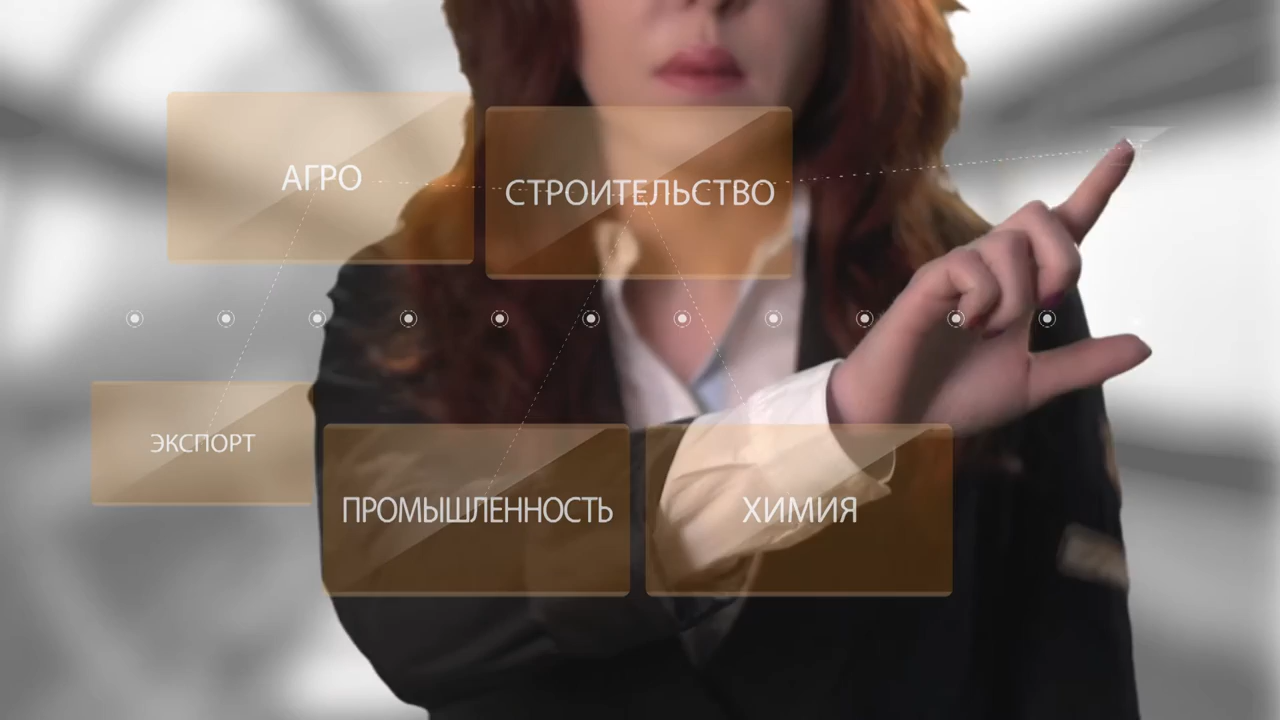 АГРО
СТРОИТЕЛЬСТВО
ЭКСПОРТ
ПРОМЫШЛЕННОСТЬ
ХИМИЯ